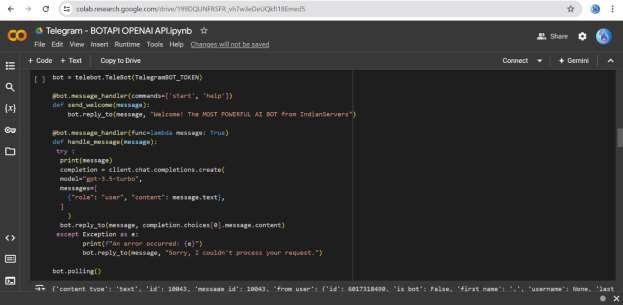 Telegram - BOTAPI OPENAI API.ipynb
File Edit View Insert Runtime Tools Help Changes will not be saved
Share
+ Code + Text Copy to Drive Connect Gemini
[ ] bot = telebot.TeleBot(TelegramBOT_TOKEN)
@bot.message_handler(commands=['start', 'help'])
def send_welcome(message):
bot.reply_to(message, "Welcome! The MOST POWERFUL AI BOT from IndianServers")
@bot.message_handler(func=lambda message: True)
def handle_message(message):
try :
print(message)
completion = client.chat.completions.create(
model="gpt-3.5-turbo",
messages=[
{"role": "user", "content": message.text},
]
)
bot.reply_to(message, completion.choices[0].message.content)
except Exception as e:
print(f"An error occurred: {e}")
bot.reply_to(message, "Sorry, I couldn't process your request.")
bot.polling()
{'content_type': 'text', 'id': 10043, 'message_id': 10043, 'from_user': {'id': 6017318490, 'is_bot': False, 'first_name': '.', 'username': None, 'last